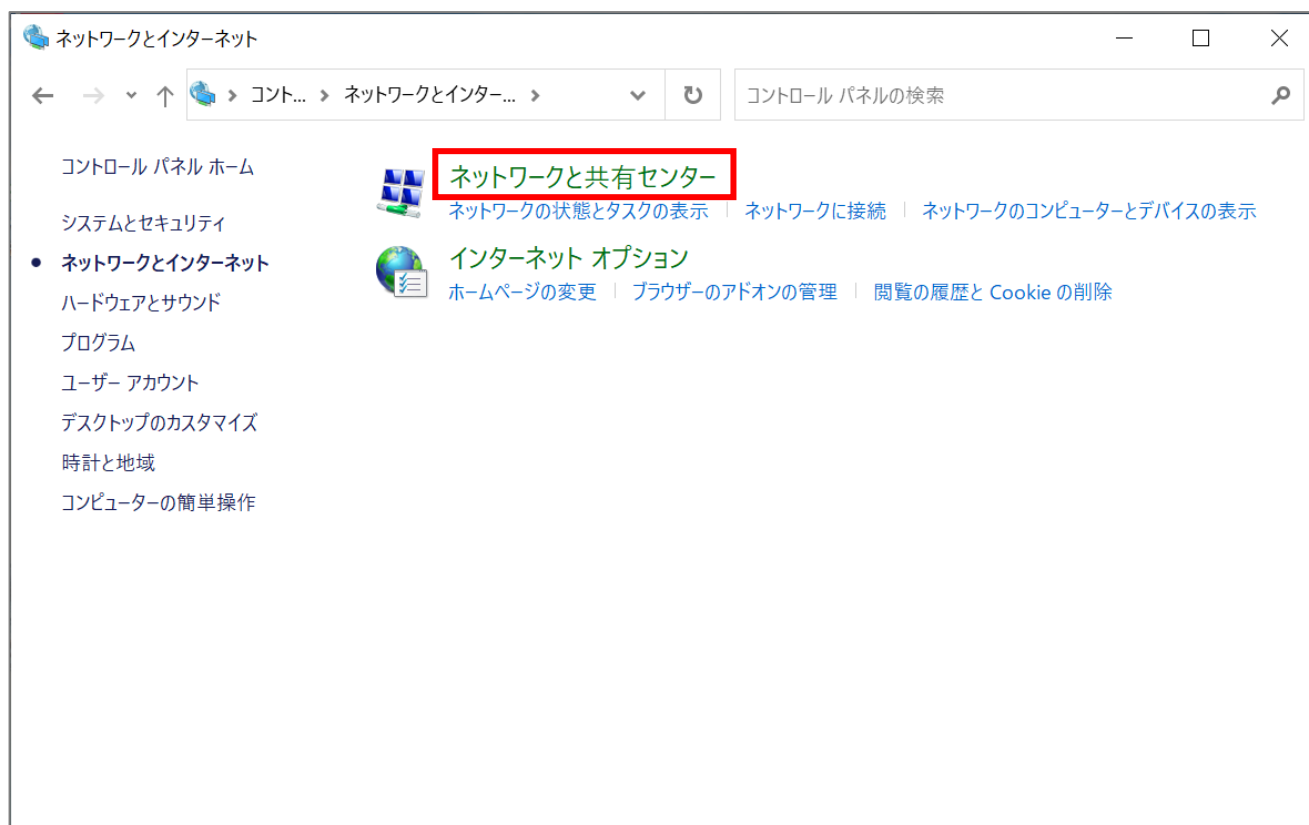 ネットワークとインターネット
コント... ネットワークとインター... コントロール パネルの検索
コントロール パネル ホーム
システムとセキュリティ
ネットワークとインターネット
ハードウェアとサウンド
プログラム
ユーザー アカウント
デスクトップのカスタマイズ
時計と地域
コンピューターの簡単操作
ネットワークと共有センター
ネットワークの状態とタスクの表示 ネットワークに接続 ネットワークのコンピューターとデバイスの表示
インターネット オプション
ホームページの変更 ブラウザーのアドオンの管理 閲覧の履歴と Cookie の削除